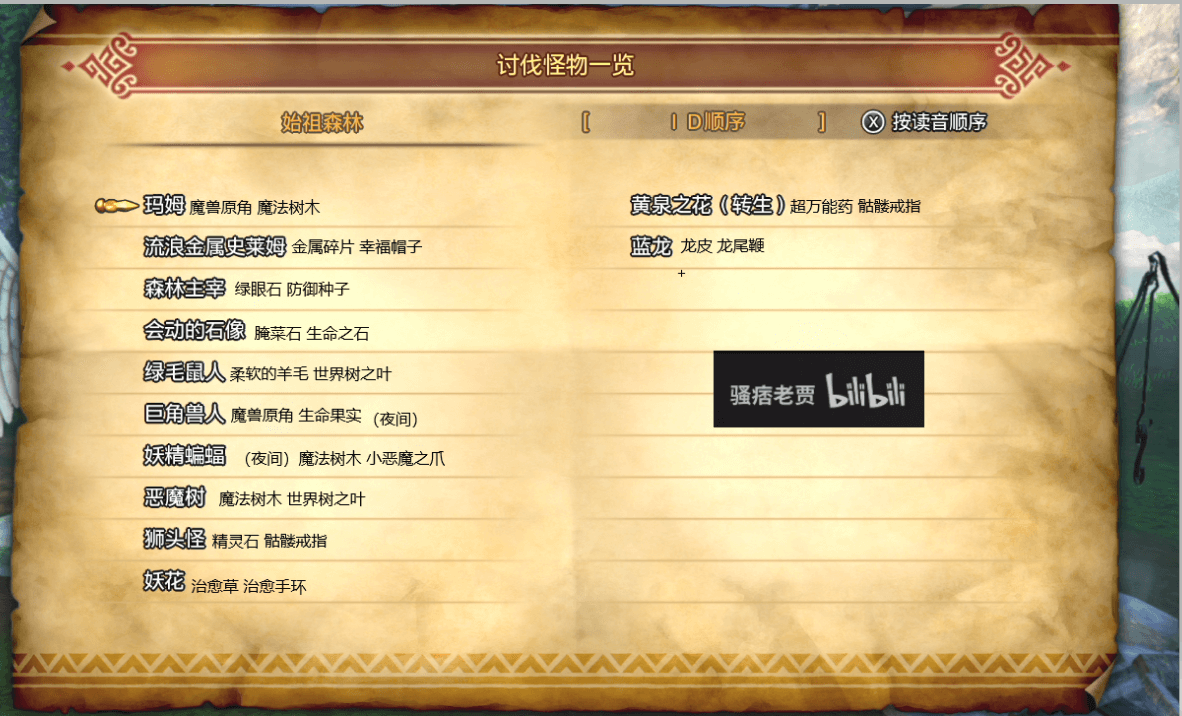 讨伐怪物一览
始祖森林 [ ID顺序 ] X 按读音顺序
玛姆 魔兽原角 魔法树木
流浪金属史莱姆 金属碎片 幸福帽子
森林主宰 绿眼石 防御种子
会动的石像 腌菜石 生命之石
绿毛鼠人 柔软的羊毛 世界树之叶
巨角兽人 魔兽原角 生命果实 (夜间)
妖精蝙蝠 (夜间) 魔法树木 小恶魔之爪
恶魔树 魔法树木 世界树之叶
狮头怪 精灵石 骷髅戒指
妖花 治愈草 治愈手环
黄泉之花(转生) 超万能药 骷髅戒指
蓝龙 龙皮 龙尾鞭
骚痞老贾 bilibili